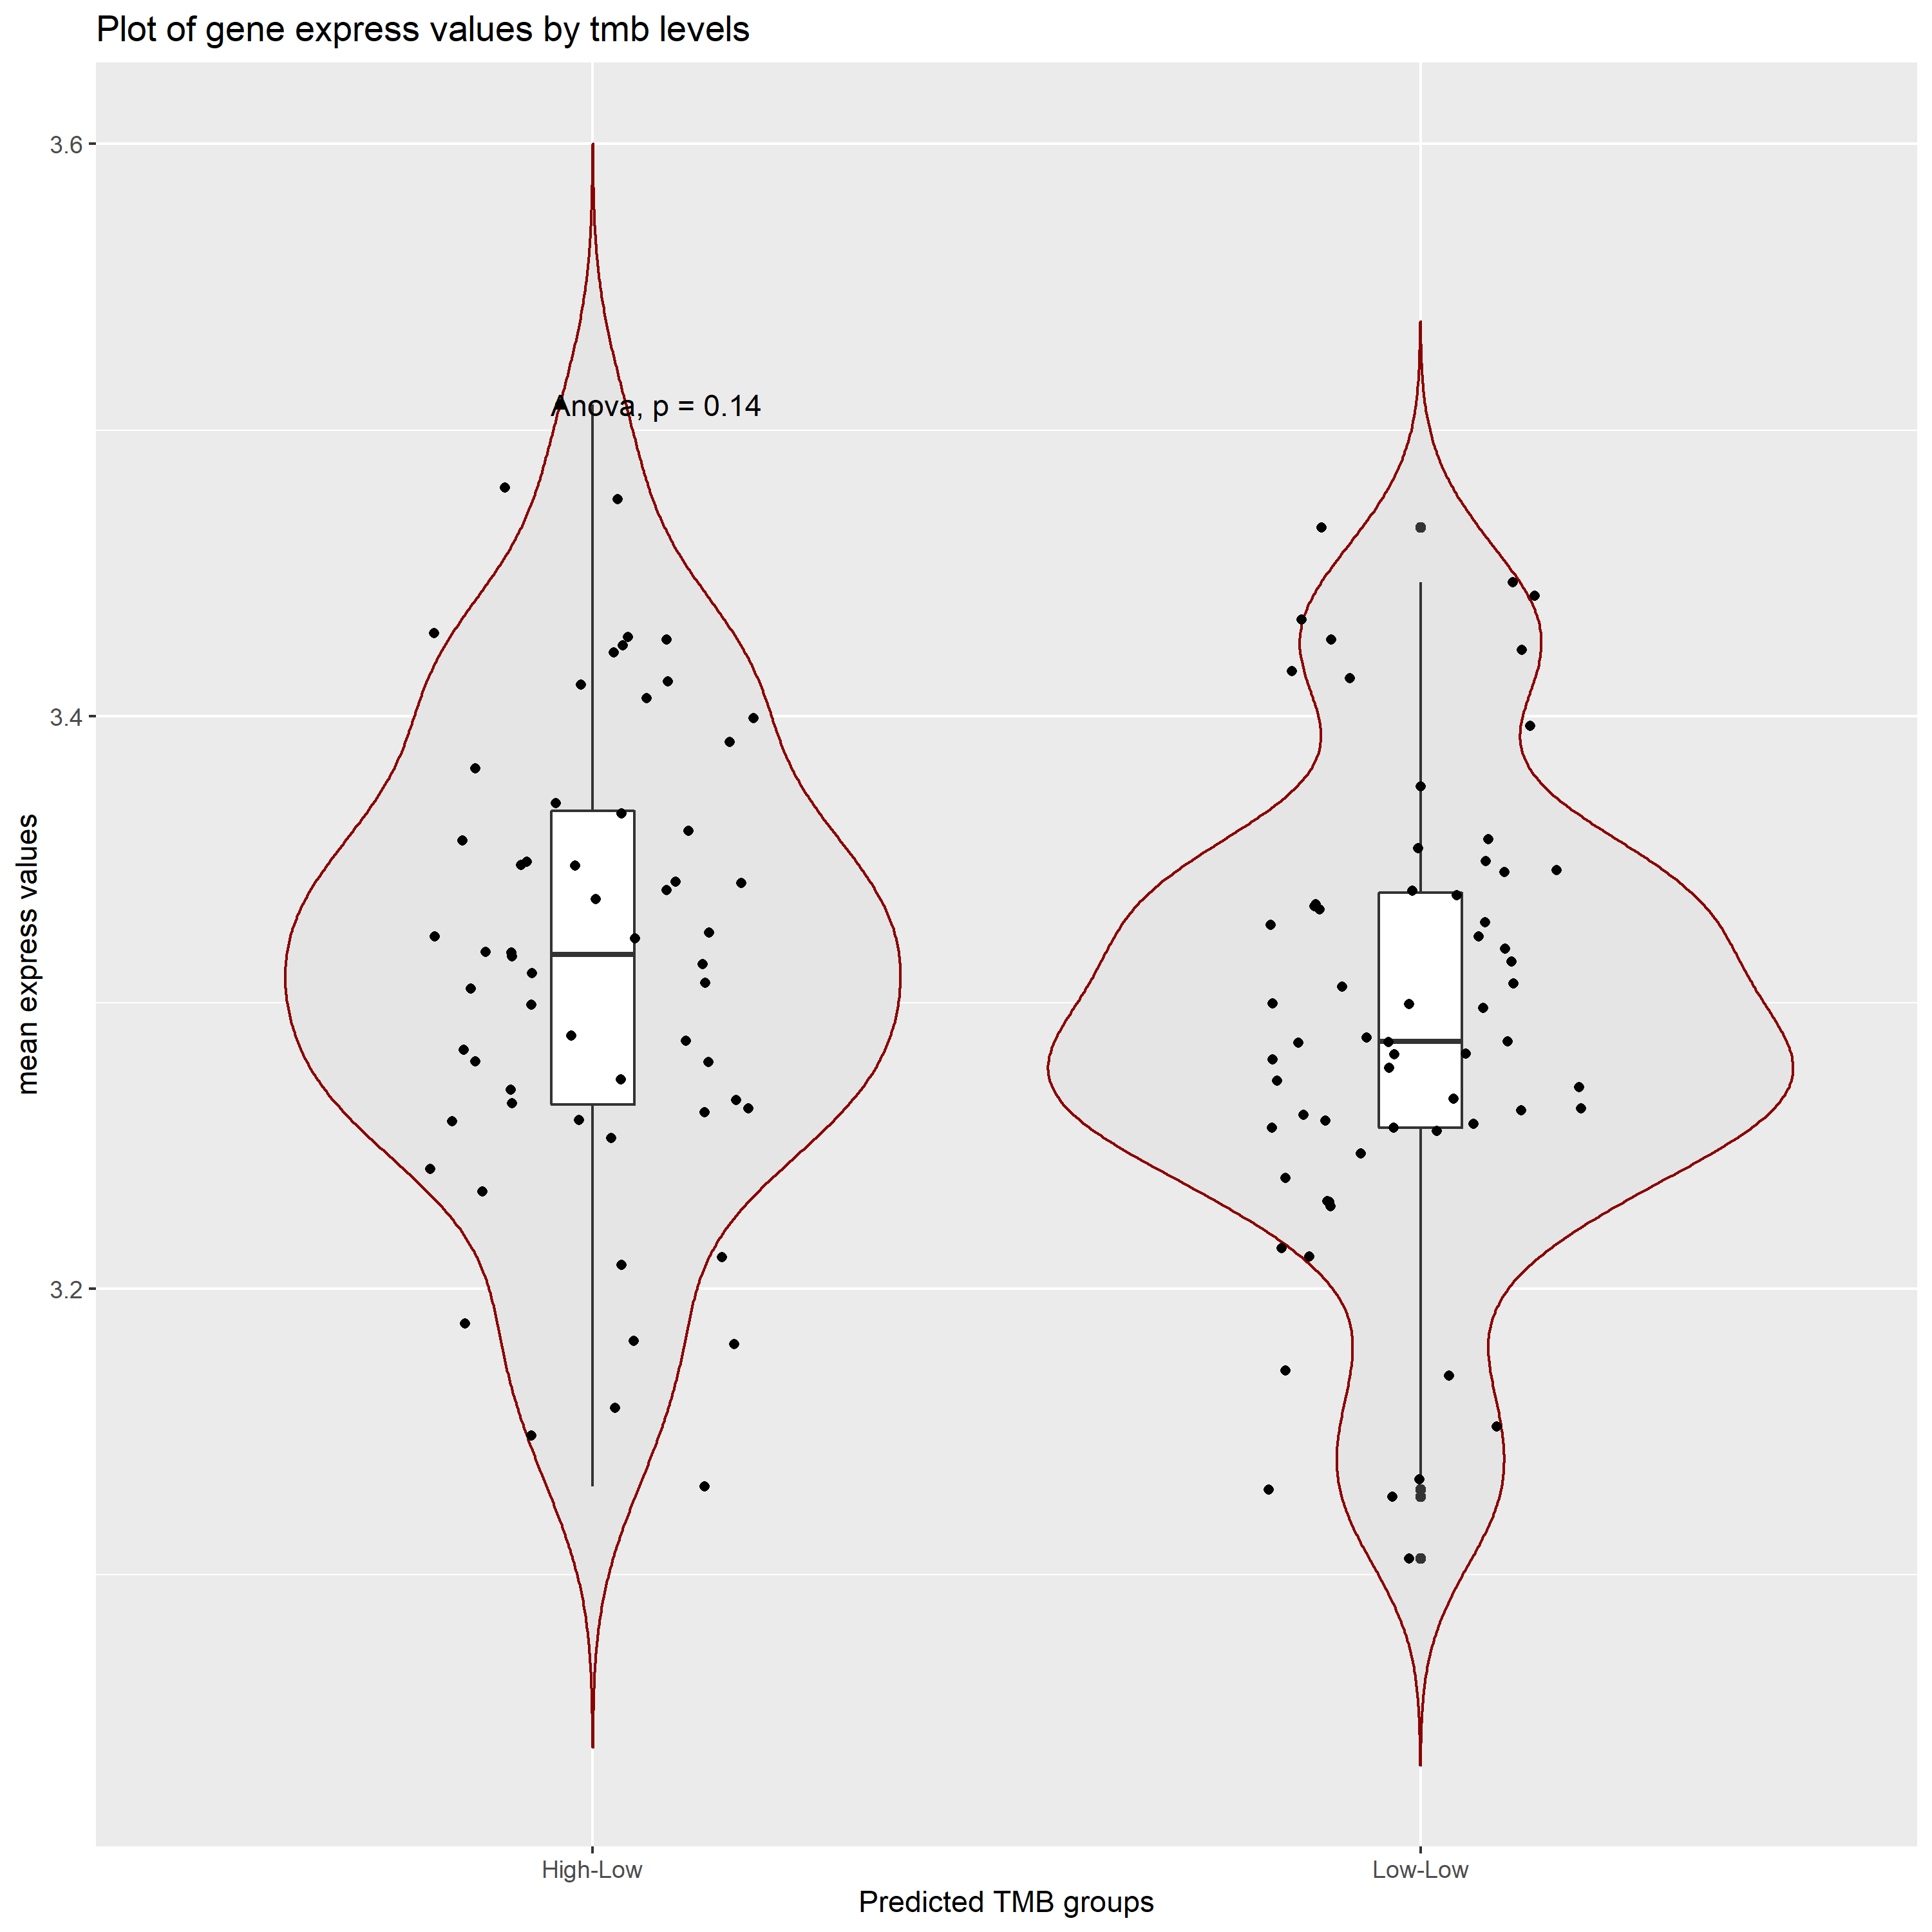 Plot of gene express values by tmb levels
3.6
Anova, p = 0.14
3.4
mean express values
3.2
High-Low
Low-Low
Predicted TMB groups